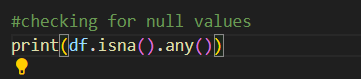 #checking for null values
print(df.isna().any())